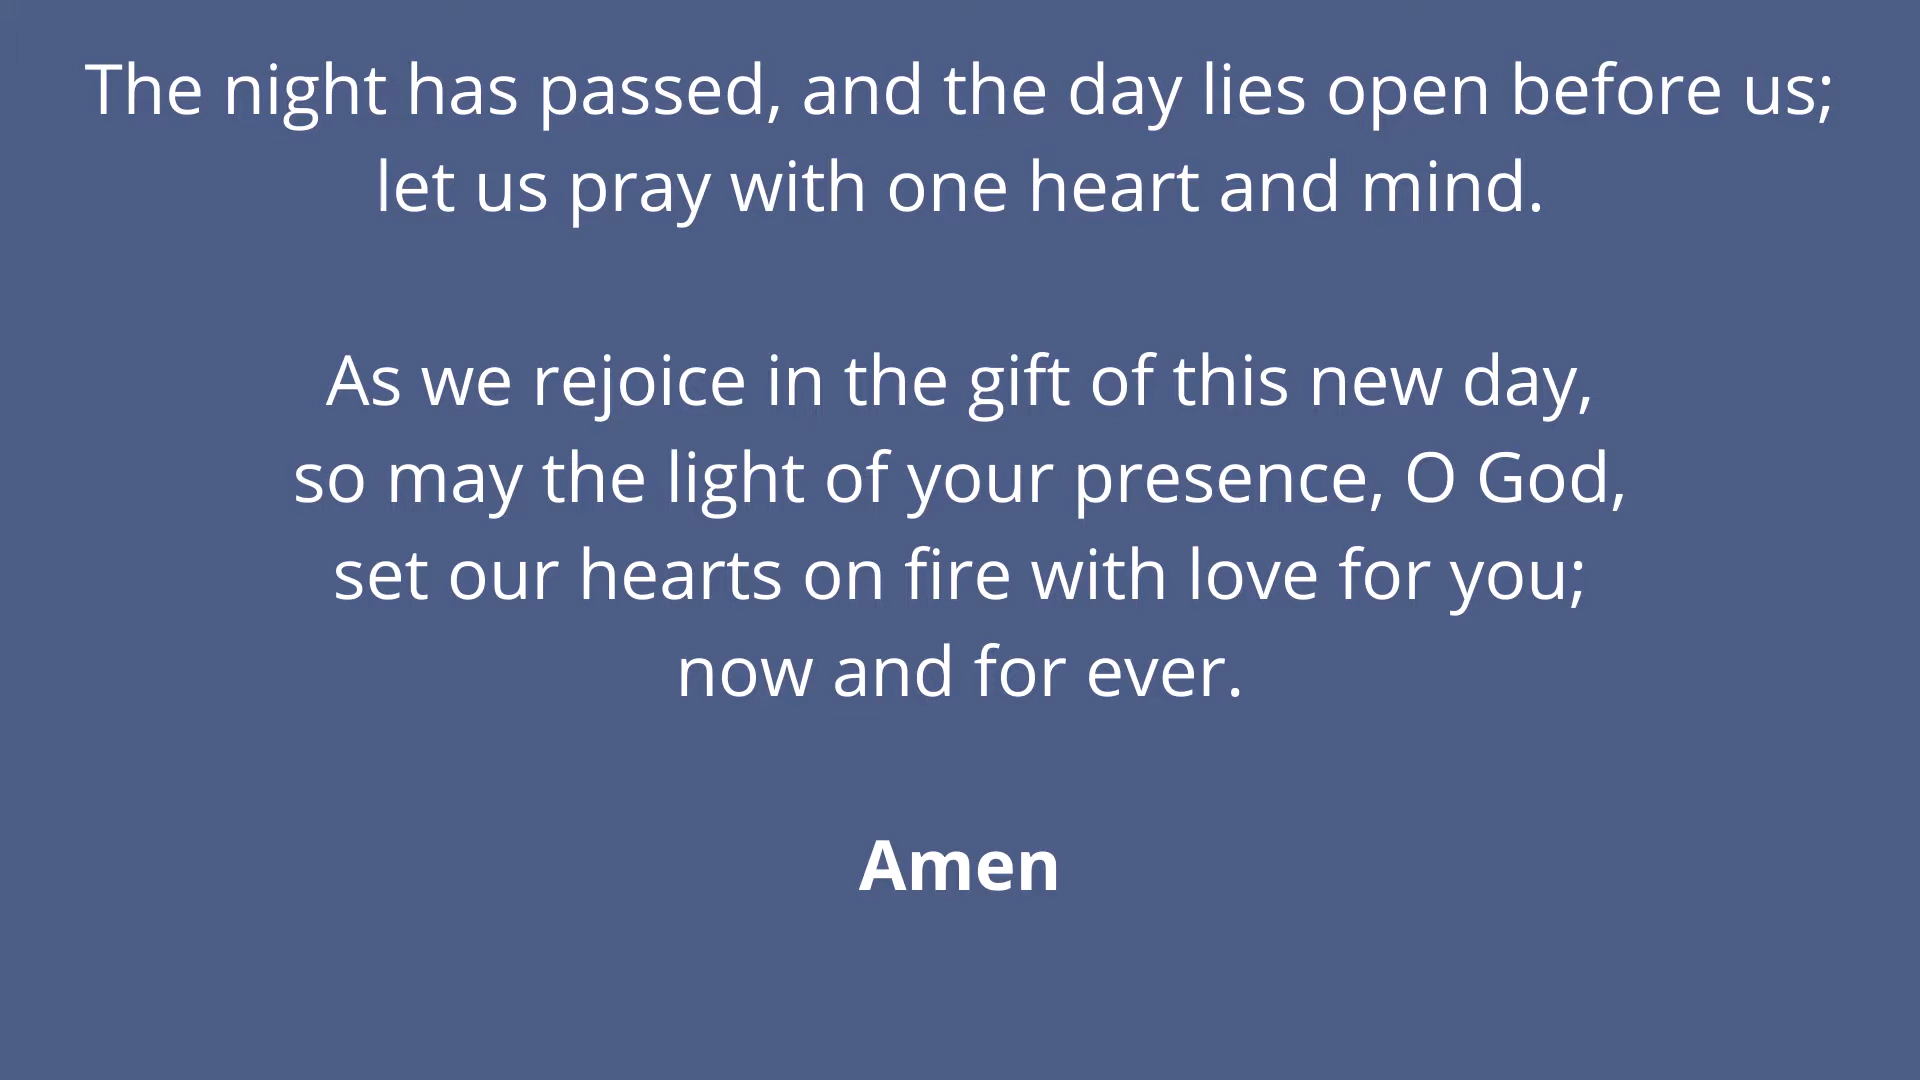 The night has passed, and the day lies open before us;
let us pray with one heart and mind.
As we rejoice in the gift of this new day,
so may the light of your presence, O God,
set our hearts on fire with love for you;
now and for ever.
Amen